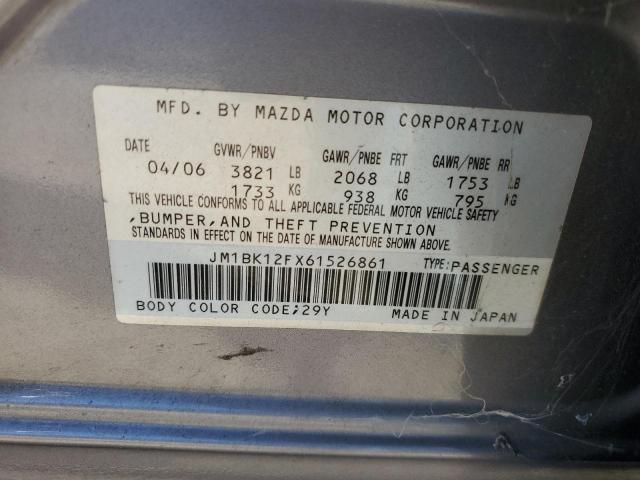 MFD. BY MAZDA MOTOR CORPORATION
DATE GVWR/PNBV GAWR/PNBE FRT GAWR/PNBE RR
04/06 3821 LB 2068 LB 1753 LB
1733 KG 938 KG 795 KG
THIS VEHICLE CONFORMS TO ALL APPLICABLE FEDERAL MOTOR VEHICLE SAFETY
,BUMPER,AND THEFT PREVENTION
STANDARDS IN EFFECT ON THE DATE OF MANUFACTURE SHOWN ABOVE.
JM1BK12FX61526861 TYPE:PASSENGER
BODY COLOR CODE;29Y MADE IN JAPAN